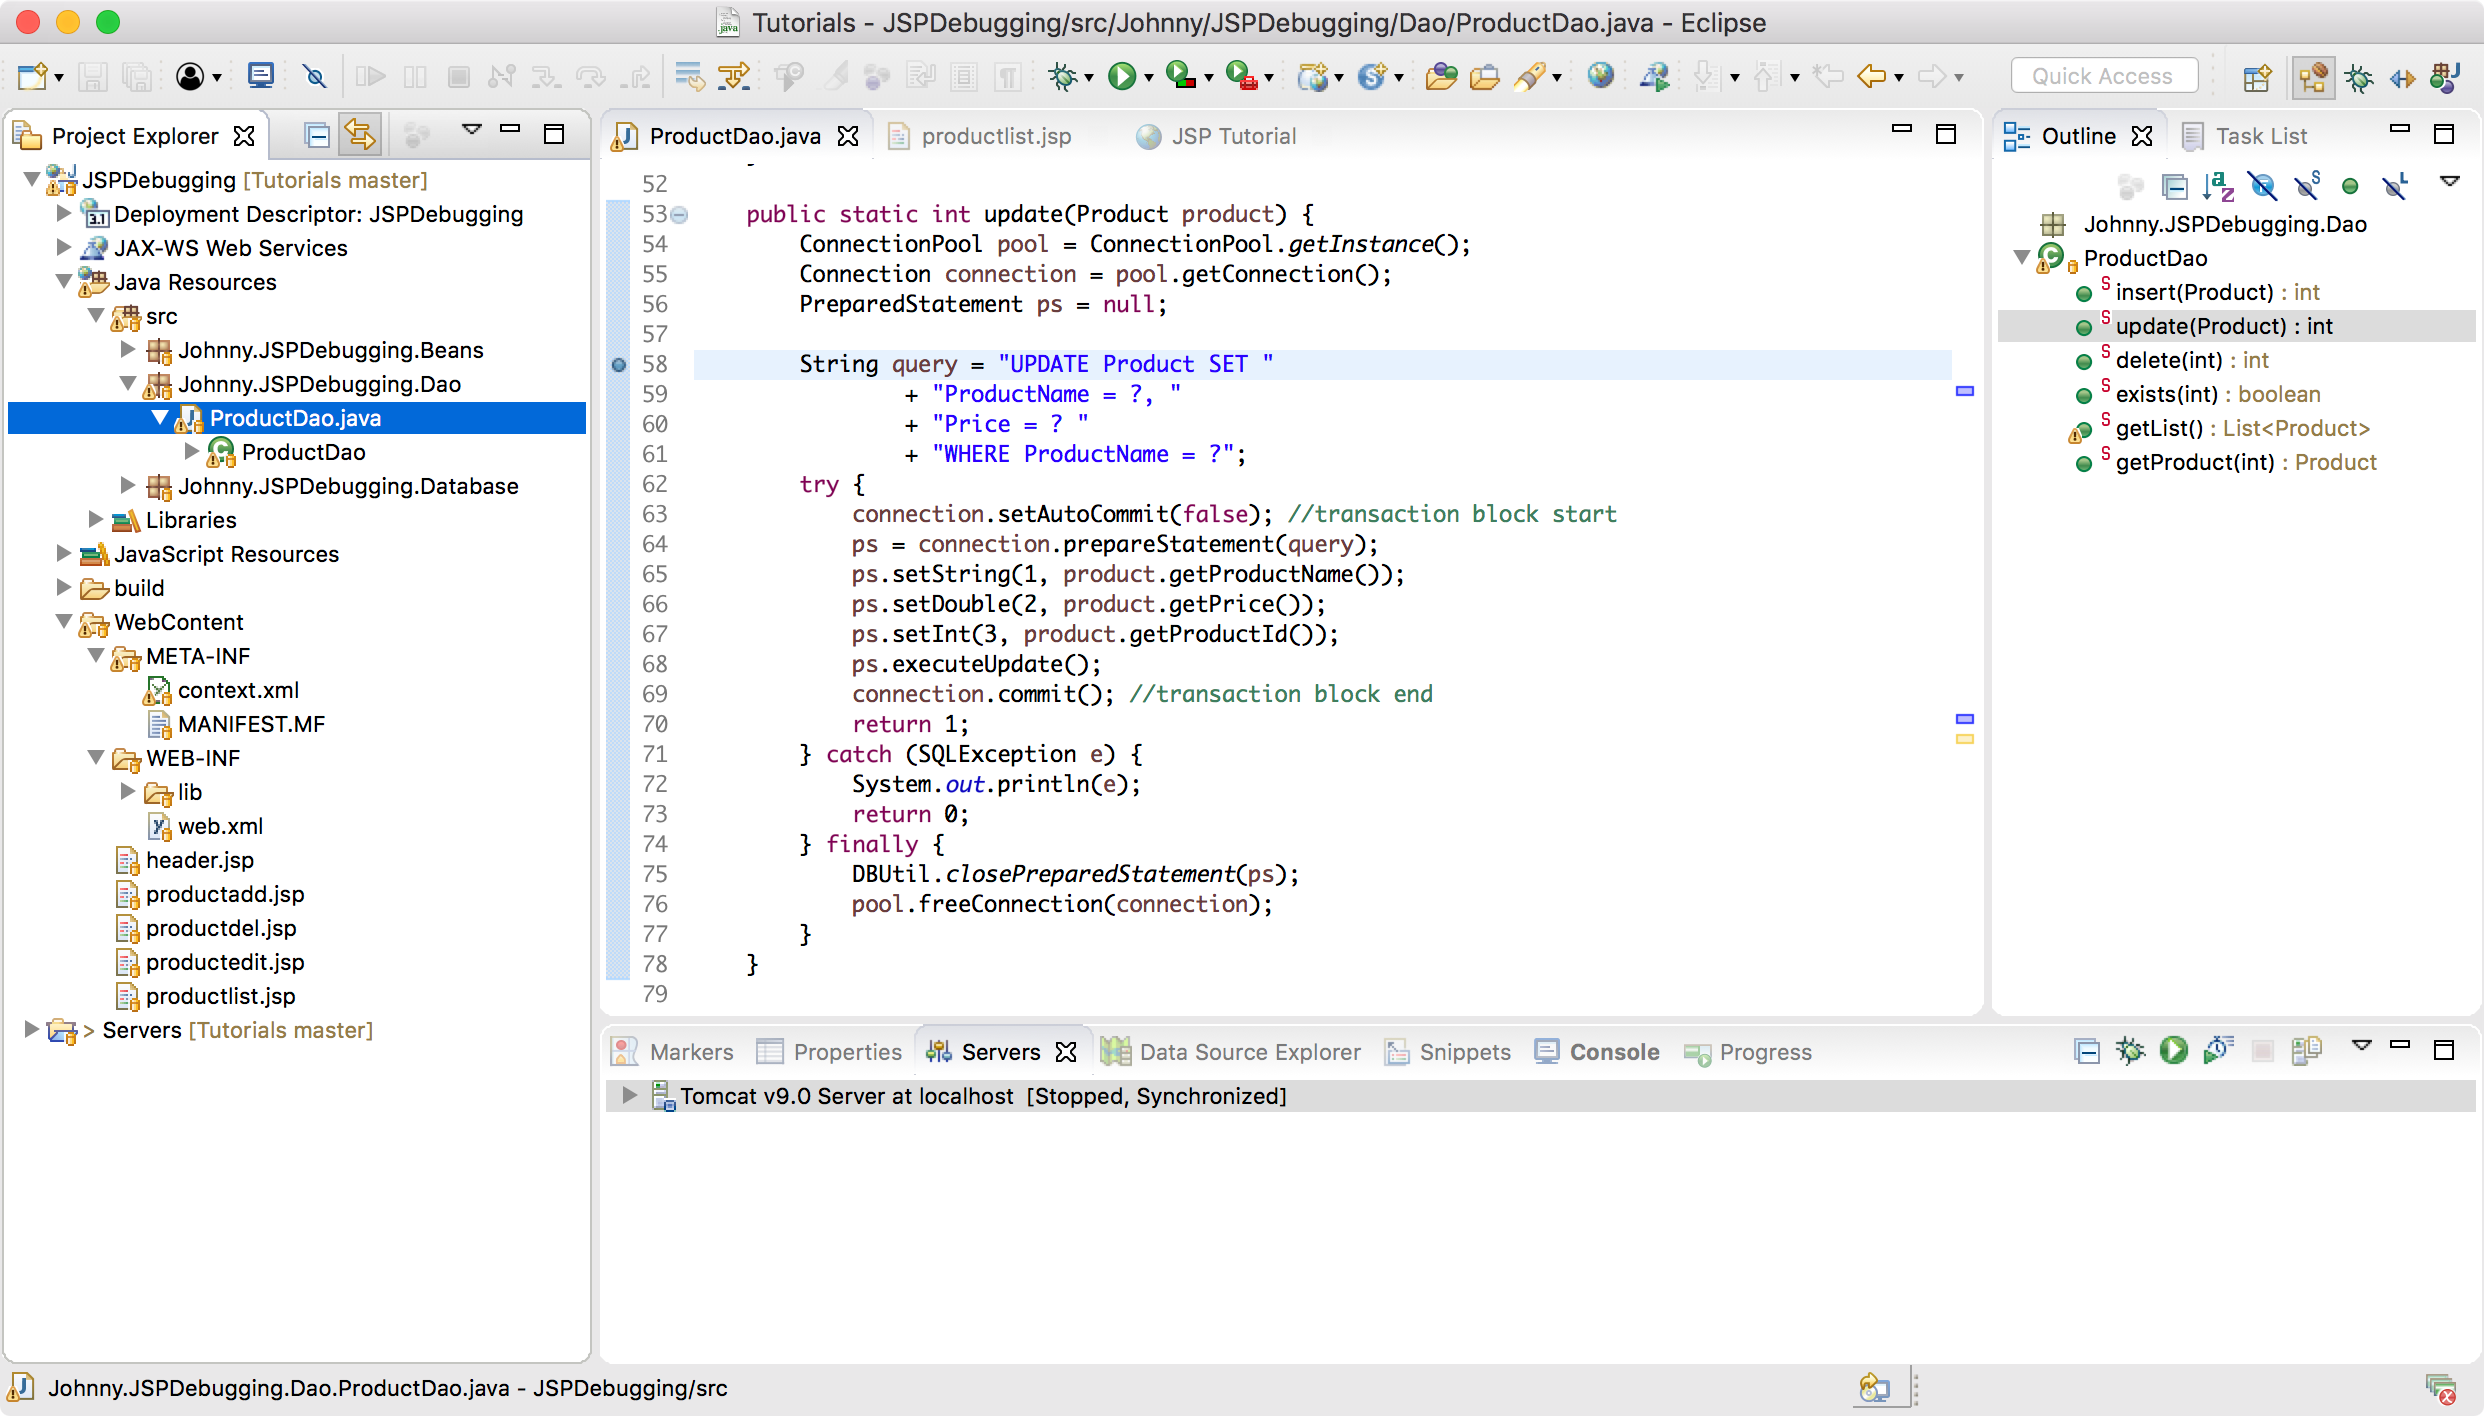 Tutorials - JSPDebugging/src/Johnny/JSPDebugging/Dao/ProductDao.java - Eclipse
Quick Access
Project Explorer
JSPDebugging [Tutorials master]
Deployment Descriptor: JSPDebugging
JAX-WS Web Services
Java Resources
src
Johnny.JSPDebugging.Beans
Johnny.JSPDebugging.Dao
ProductDao.java
ProductDao
Johnny.JSPDebugging.Database
Libraries
JavaScript Resources
build
WebContent
META-INF
context.xml
MANIFEST.MF
WEB-INF
lib
web.xml
header.jsp
productadd.jsp
productdel.jsp
productedit.jsp
productlist.jsp
> Servers [Tutorials master]
ProductDao.java productlist.jsp JSP Tutorial
52
53 public static int update(Product product) {
54 ConnectionPool pool = ConnectionPool.getInstance();
55 Connection connection = pool.getConnection();
56 PreparedStatement ps = null;
57
58 String query = "UPDATE Product SET "
59 + "ProductName = ?, "
60 + "Price = ? "
61 + "WHERE ProductName = ?";
62 try {
63 connection.setAutoCommit(false); //transaction block start
64 ps = connection.prepareStatement(query);
65 ps.setString(1, product.getProductName());
66 ps.setDouble(2, product.getPrice());
67 ps.setInt(3, product.getProductId());
68 ps.executeUpdate();
69 connection.commit(); //transaction block end
70 return 1;
71 } catch (SQLException e) {
72 System.out.println(e);
73 return 0;
74 } finally {
75 DBUtil.closePreparedStatement(ps);
76 pool.freeConnection(connection);
77 }
78 }
79
Outline Task List
Johnny.JSPDebugging.Dao
ProductDao
insert(Product) : int
update(Product) : int
delete(int) : int
exists(int) : boolean
getList() : List<Product>
getProduct(int) : Product
Markers Properties Servers Data Source Explorer Snippets Console Progress
Tomcat v9.0 Server at localhost [Stopped, Synchronized]
Johnny.JSPDebugging.Dao.ProductDao.java - JSPDebugging/src